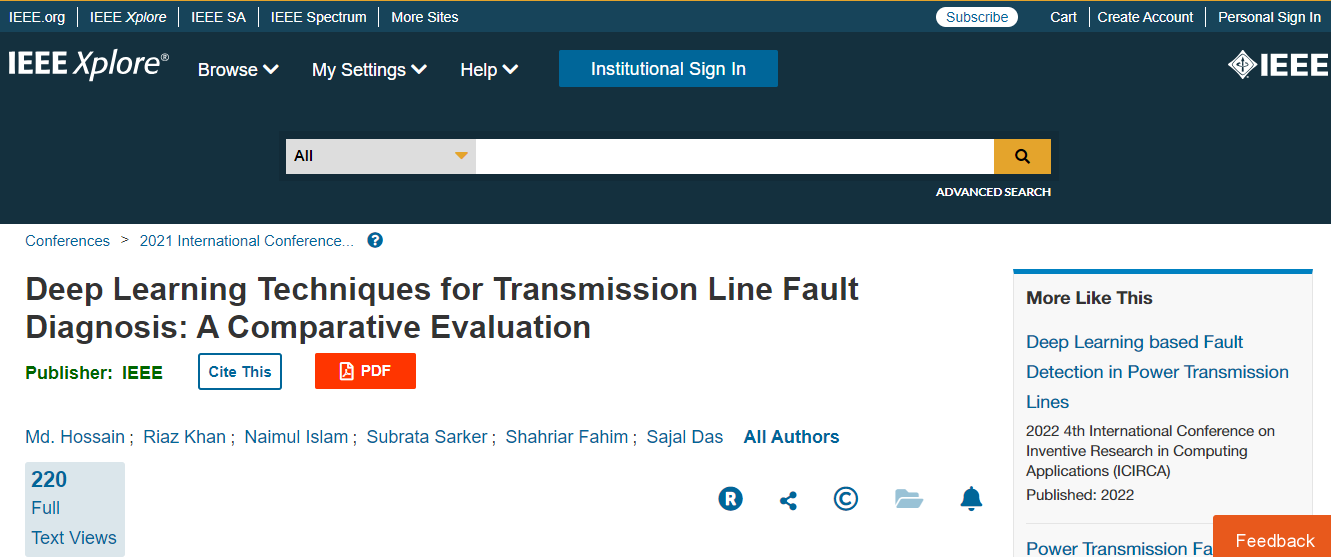 IEEE.org IEEE Xplore IEEE SA IEEE Spectrum More Sites Subscribe Cart Create Account Personal Sign In
IEEE Xplore® Browse My Settings Help Institutional Sign In IEEE
All
ADVANCED SEARCH
Conferences > 2021 International Conference... ?
Deep Learning Techniques for Transmission Line Fault
Diagnosis: A Comparative Evaluation
Publisher: IEEE Cite This PDF
Md. Hossain ; Riaz Khan ; Naimul Islam ; Subrata Sarker ; Shahriar Fahim ; Sajal Das All Authors
220
Full
Text Views
R ©
More Like This
Deep Learning based Fault
Detection in Power Transmission
Lines
2022 4th International Conference on
Inventive Research in Computing
Applications (ICIRCA)
Published: 2022
Power Transmission Fa
Feedback